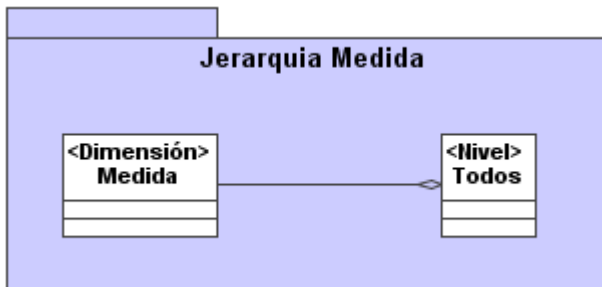 Jerarquia Medida
<Dimensión>
Medida
<Nivel>
Todos